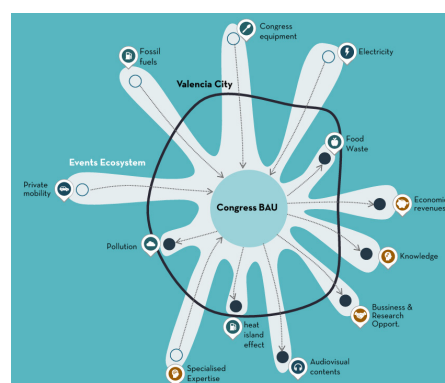 Congress
equipment
Fossil
fuels
Electricity
Valencia City
Food
Waste
Events Ecosystem
Private
mobility
Economic
revenues
Congress BAU
Pollution
Knowledge
Bussiness &
Research
Opport.
heat
island
effect
Audiovisual
contents
Specialised
Expertise